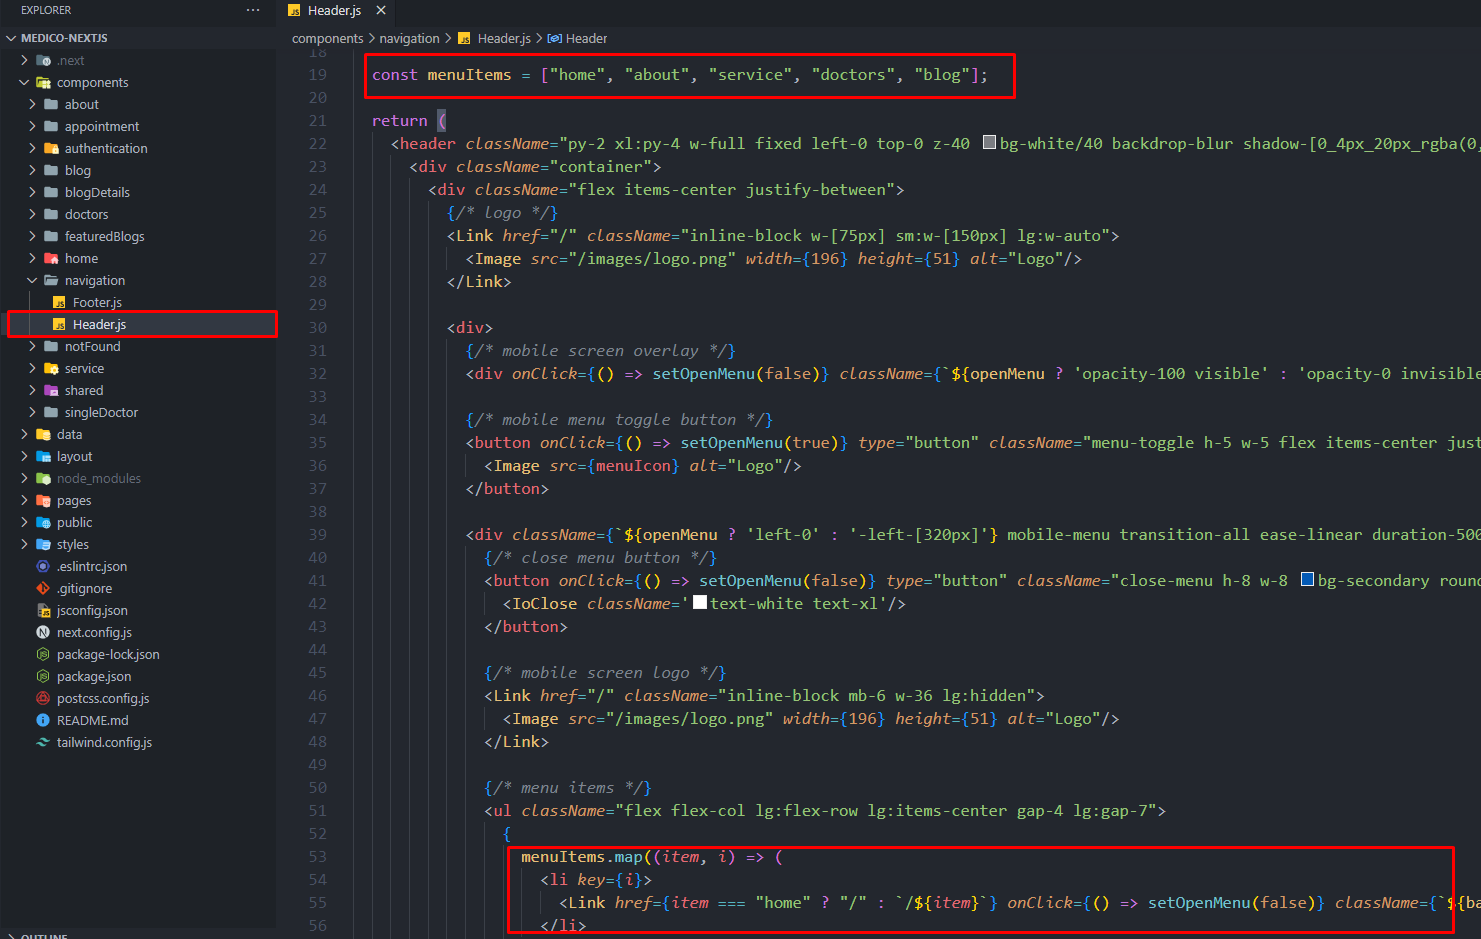 EXPLORER
···
MEDICO-NEXTJS
.next
components
about
appointment
authentication
blog
blogDetails
doctors
featuredBlogs
home
navigation
Footer.js
Header.js
notFound
service
shared
singleDoctor
data
layout
node_modules
pages
public
styles
.eslintrc.json
.gitignore
jsconfig.json
next.config.js
package-lock.json
package.json
postcss.config.js
README.md
tailwind.config.js
OUTLINE
JS Header.js ×
components > navigation > JS Header.js > Header
18
19 const menuItems = ["home", "about", "service", "doctors", "blog"];
20
21 return (
22 <header className="py-2 xl:py-4 w-full fixed left-0 top-0 z-40 bg-white/40 backdrop-blur shadow-[0_4px_20px_rgba(0,
23 <div className="container">
24 <div className="flex items-center justify-between">
25 {/* logo */}
26 <Link href="/" className="inline-block w-[75px] sm:w-[150px] lg:w-auto">
27 <Image src="/images/logo.png" width={196} height={51} alt="Logo"/>
28 </Link>
29
30 <div>
31 {/* mobile screen overlay */}
32 <div onClick={() => setOpenMenu(false)} className={`${openMenu ? 'opacity-100 visible' : 'opacity-0 invisible
33
34 {/* mobile menu toggle button */}
35 <button onClick={() => setOpenMenu(true)} type="button" className="menu-toggle h-5 w-5 flex items-center just
36 <Image src={menuIcon} alt="Logo"/>
37 </button>
38
39 <div className={`${openMenu ? 'left-0' : '-left-[320px]'} mobile-menu transition-all ease-linear duration-500
40 {/* close menu button */}
41 <button onClick={() => setOpenMenu(false)} type="button" className="close-menu h-8 w-8 bg-secondary roun
42 <IoClose className='text-white text-xl'/>
43 </button>
44
45 {/* mobile screen logo */}
46 <Link href="/" className="inline-block mb-6 w-36 lg:hidden">
47 <Image src="/images/logo.png" width={196} height={51} alt="Logo"/>
48 </Link>
49
50 {/* menu items */}
51 <ul className="flex flex-col lg:flex-row lg:items-center gap-4 lg:gap-7">
52 {
53 menuItems.map((item, i) => (
54 <li key={i}>
55 <Link href={item === "home" ? "/" : `/${item}`} onClick={() => setOpenMenu(false)} className={`${ba
56 </li>